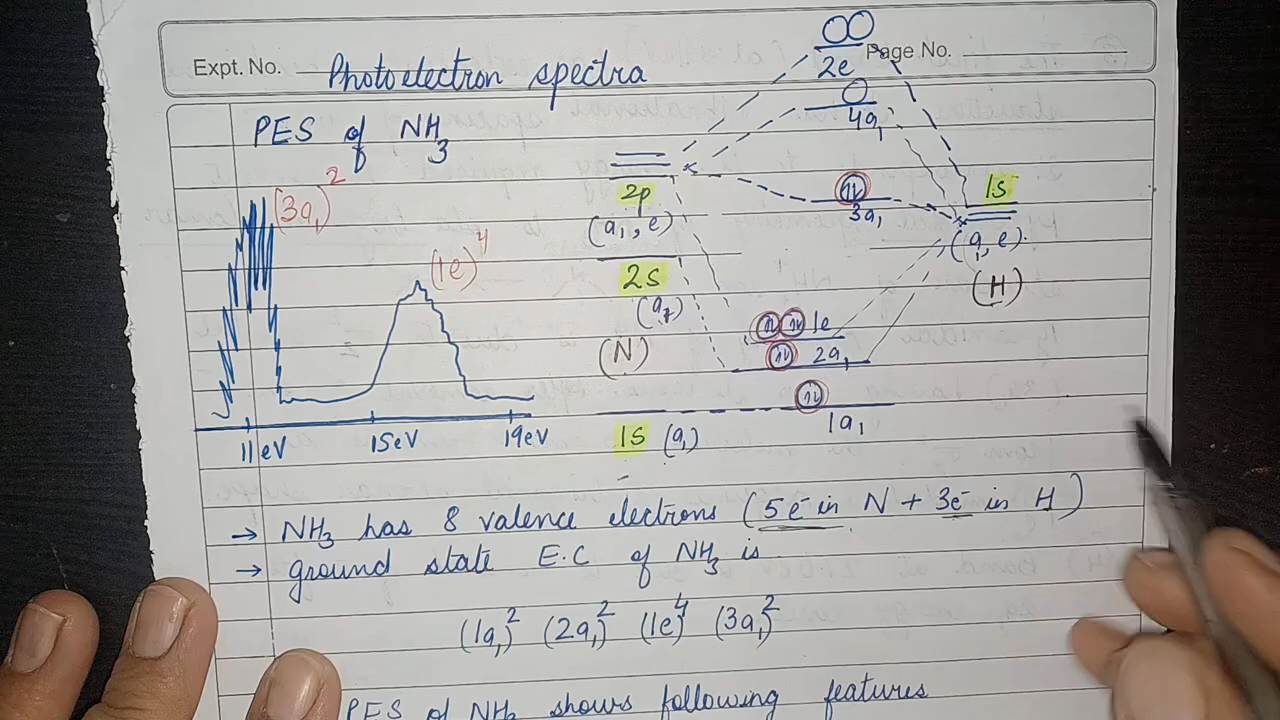 Expt. No. Photoelectron spectra
Page No.
PES of NH3
(3a1)2
(1e)4
11eV 15eV 19eV
2e
4a1
3a1
2p
(a1, e)
1s
(a1, e).
(H)
2s
(N)
1e
2a1
1s (a1)
1a1
→ NH3 has 8 valence electrons (5e- in N + 3e- in H)
→ ground state E.C of NH3 is
(1a1)2 (2a1)2 (1e)4 (3a1)2
PES of NH3 shows following features